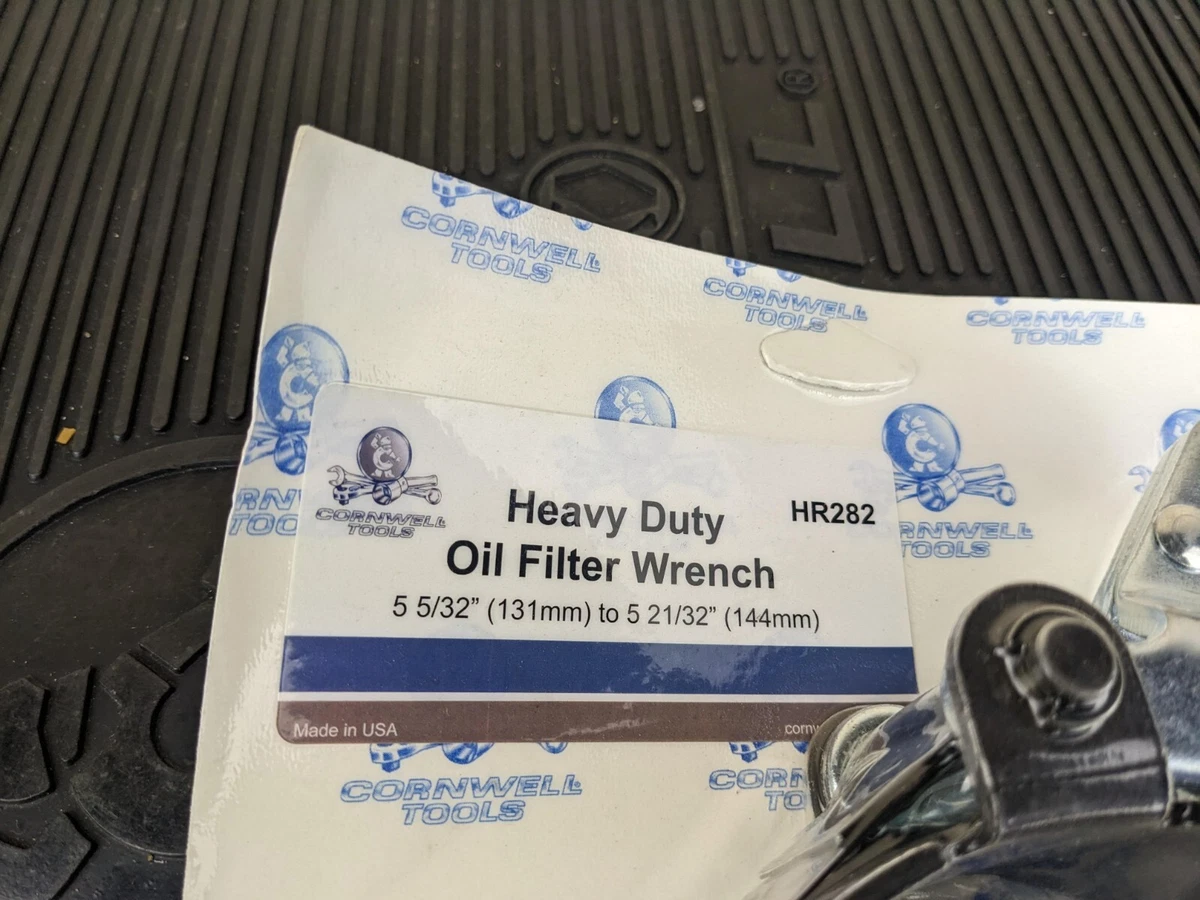 ®
CORNWELL
TOOLS
CORNWELL
TOOLS
CORNWELL
TOOLS
CORNWELL
TOOLS
Heavy Duty
HR282
Oil Filter Wrench
5 5/32” (131mm) to 5 21/32” (144mm)
TOOLS
Made in USA
CORNWELL
TOOLS